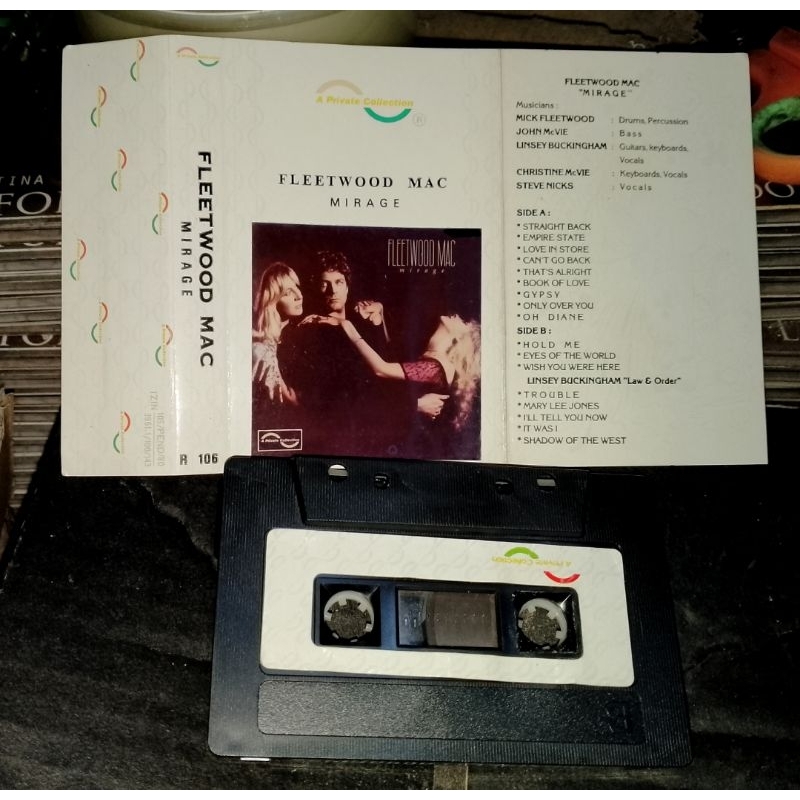 A Private Collection
®
FLEETWOOD MAC
MIRAGE
FLEETWOOD MAC
mirage
A Private Collection
FLEETWOOD MAC
MIRAGE
R 106
FLEETWOOD MAC
"MIRAGE"
Musicians :
MICK FLEETWOOD : Drums, Percussion
JOHN McVIE : Bass
LINSEY BUCKINGHAM : Guitars, keyboards,
Vocals
CHRISTINE McVIE : Keyboards, Vocals
STEVE NICKS : Vocals
SIDE A :
* STRAIGHT BACK
* EMPIRE STATE
* LOVE IN STORE
* CAN'T GO BACK
* THAT'S ALRIGHT
* BOOK OF LOVE
* GYPSY
* ONLY OVER YOU
* OH DIANE
SIDE B :
* HOLD ME
* EYES OF THE WORLD
* WISH YOU WERE HERE
LINSEY BUCKINGHAM "Law & Order"
* TROUBLE
* MARY LEE JONES
* I'LL TELL YOU NOW
* IT WAS I
* SHADOW OF THE WEST
A Private Collection